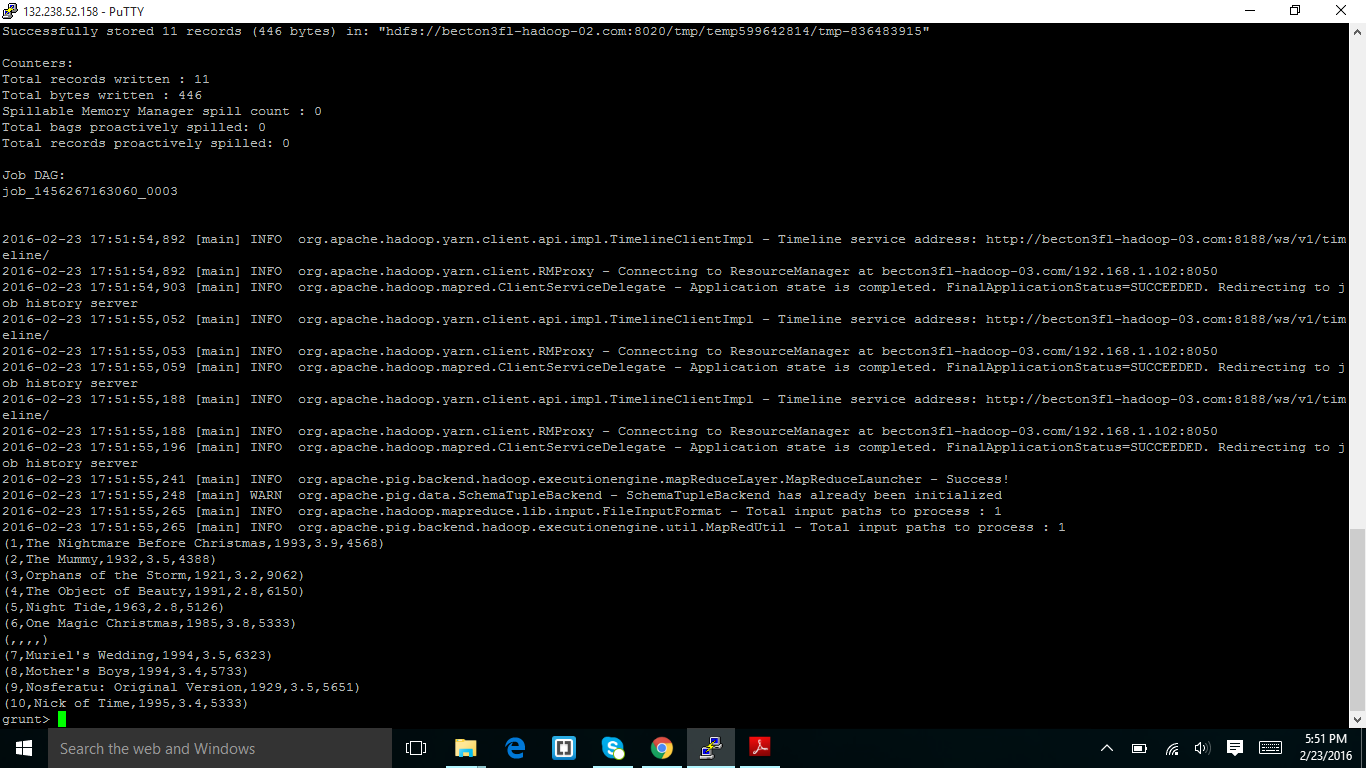 132.238.52.158 - PuTTY
Successfully stored 11 records (446 bytes) in: "hdfs://becton3fl-hadoop-02.com:8020/tmp/temp599642814/tmp-836483915"
Counters:
Total records written : 11
Total bytes written : 446
Spillable Memory Manager spill count : 0
Total bags proactively spilled: 0
Total records proactively spilled: 0
Job DAG:
job_1456267163060_0003
2016-02-23 17:51:54,892 [main] INFO  org.apache.hadoop.yarn.client.api.impl.TimelineClientImpl - Timeline service address: http://becton3fl-hadoop-03.com:8188/ws/v1/tim
eline/
2016-02-23 17:51:54,892 [main] INFO  org.apache.hadoop.yarn.client.RMProxy - Connecting to ResourceManager at becton3fl-hadoop-03.com/192.168.1.102:8050
2016-02-23 17:51:54,903 [main] INFO  org.apache.hadoop.mapred.ClientServiceDelegate - Application state is completed. FinalApplicationStatus=SUCCEEDED. Redirecting to j
ob history server
2016-02-23 17:51:55,052 [main] INFO  org.apache.hadoop.yarn.client.api.impl.TimelineClientImpl - Timeline service address: http://becton3fl-hadoop-03.com:8188/ws/v1/tim
eline/
2016-02-23 17:51:55,053 [main] INFO  org.apache.hadoop.yarn.client.RMProxy - Connecting to ResourceManager at becton3fl-hadoop-03.com/192.168.1.102:8050
2016-02-23 17:51:55,059 [main] INFO  org.apache.hadoop.mapred.ClientServiceDelegate - Application state is completed. FinalApplicationStatus=SUCCEEDED. Redirecting to j
ob history server
2016-02-23 17:51:55,188 [main] INFO  org.apache.hadoop.yarn.client.api.impl.TimelineClientImpl - Timeline service address: http://becton3fl-hadoop-03.com:8188/ws/v1/tim
eline/
2016-02-23 17:51:55,188 [main] INFO  org.apache.hadoop.yarn.client.RMProxy - Connecting to ResourceManager at becton3fl-hadoop-03.com/192.168.1.102:8050
2016-02-23 17:51:55,196 [main] INFO  org.apache.hadoop.mapred.ClientServiceDelegate - Application state is completed. FinalApplicationStatus=SUCCEEDED. Redirecting to j
ob history server
2016-02-23 17:51:55,241 [main] INFO  org.apache.pig.backend.hadoop.executionengine.mapReduceLayer.MapReduceLauncher - Success!
2016-02-23 17:51:55,248 [main] WARN  org.apache.pig.data.SchemaTupleBackend - SchemaTupleBackend has already been initialized
2016-02-23 17:51:55,265 [main] INFO  org.apache.hadoop.mapreduce.lib.input.FileInputFormat - Total input paths to process : 1
2016-02-23 17:51:55,265 [main] INFO  org.apache.pig.backend.hadoop.executionengine.util.MapRedUtil - Total input paths to process : 1
(1,The Nightmare Before Christmas,1993,3.9,4568)
(2,The Mummy,1932,3.5,4388)
(3,Orphans of the Storm,1921,3.2,9062)
(4,The Object of Beauty,1991,2.8,6150)
(5,Night Tide,1963,2.8,5126)
(6,One Magic Christmas,1985,3.8,5333)
(,,,,)
(7,Muriel's Wedding,1994,3.5,6323)
(8,Mother's Boys,1994,3.4,5733)
(9,Nosferatu: Original Version,1929,3.5,5651)
(10,Nick of Time,1995,3.4,5333)
grunt>
Search the web and Windows
5:51 PM
2/23/2016